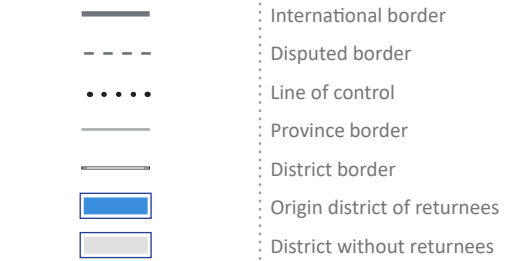 International border
Disputed border
Line of control
Province border
District border
Origin district of returnees
District without returnees